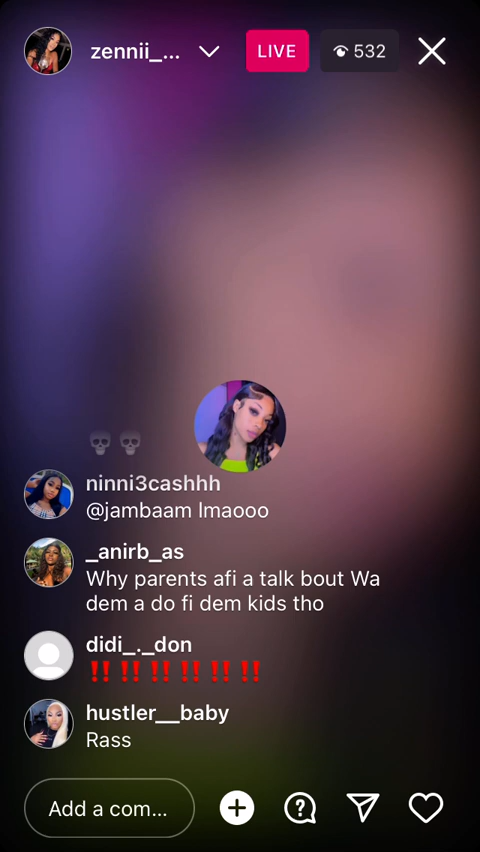 zennii_...
LIVE
532
💀💀
ninni3cashhh
@jambaam lmaooo
_anirb_as
Why parents afi a talk bout Wa
dem a do fi dem kids tho
didi_._don
‼️‼️‼️‼️‼️‼️
hustler__baby
Rass
Add a com...